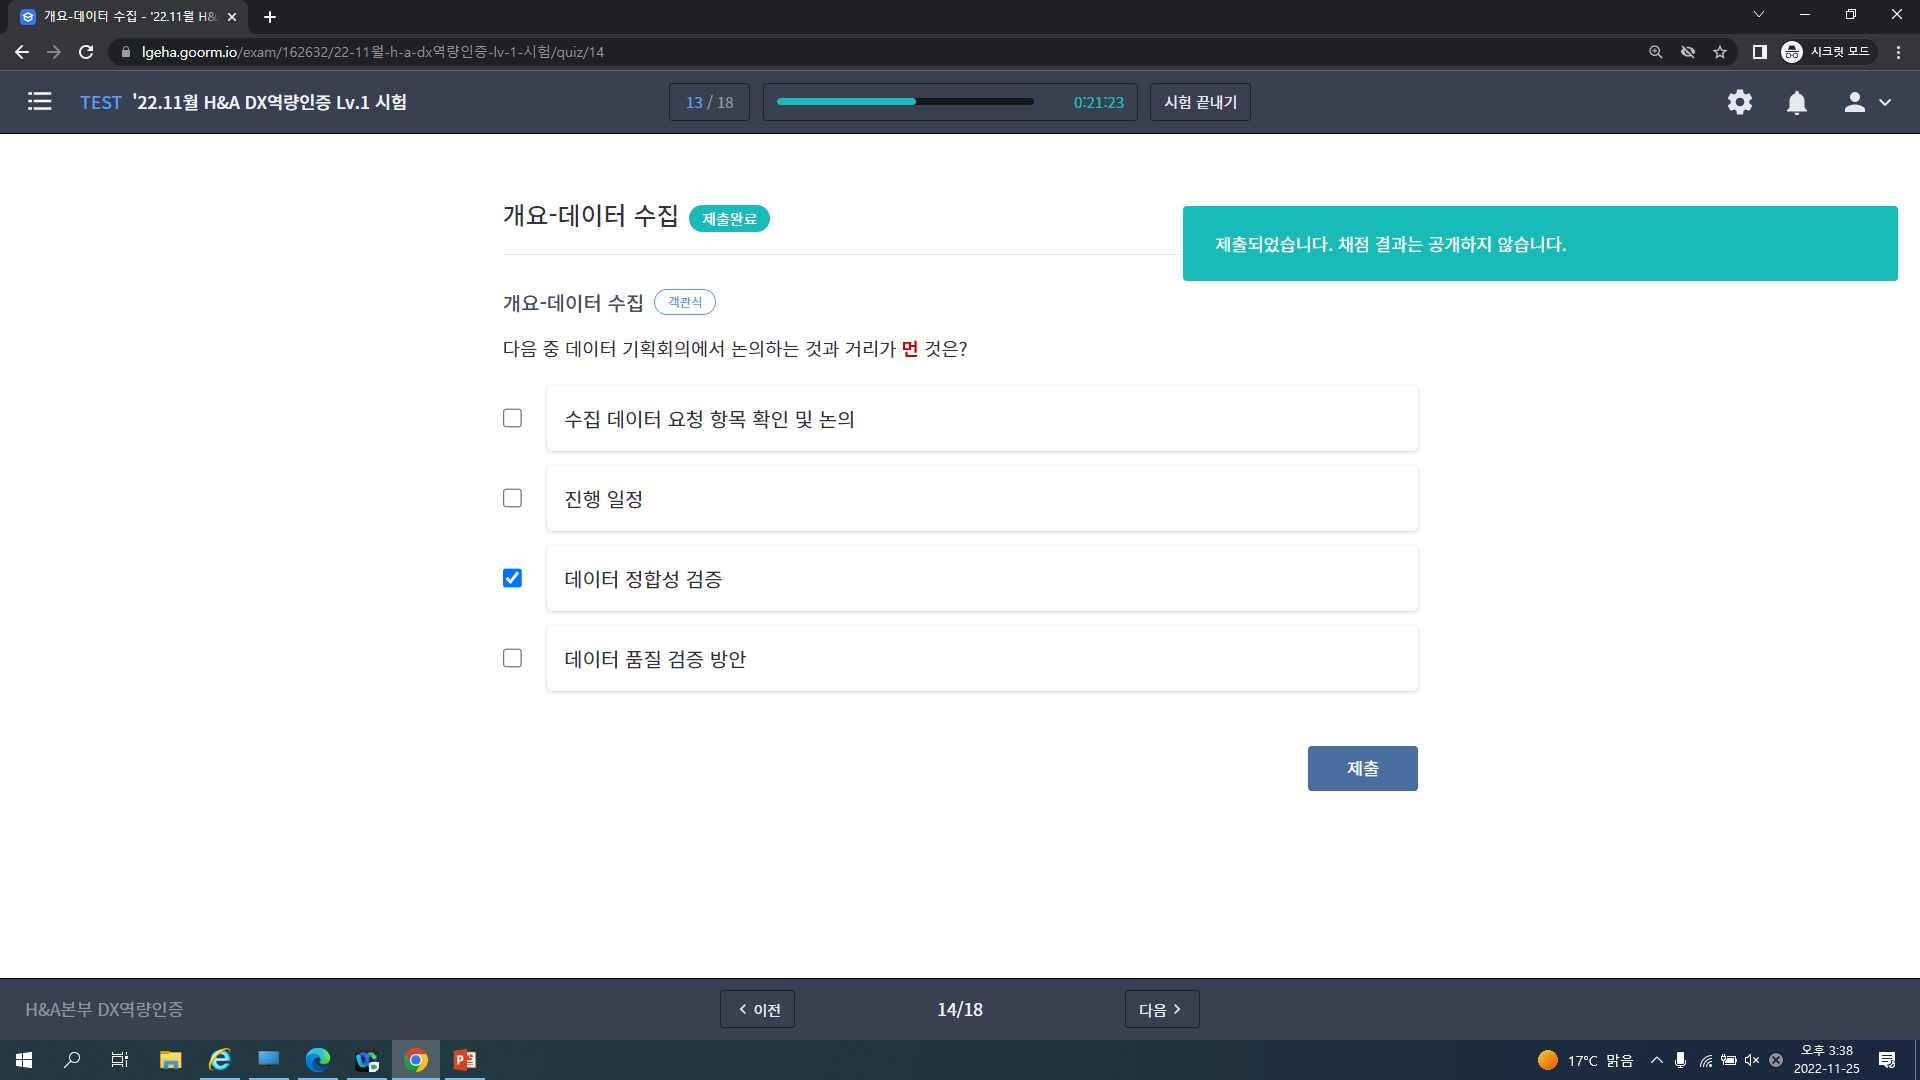 개요-데이터 수집 - '22.11월 H&
lgeha.goorm.io/exam/162632/22-11월-h-a-dx역량인증-lv-1-시험/quiz/14
시크릿 모드
TEST '22.11월 H&A DX역량인증 Lv.1 시험
13 / 18
0:21:23
시험 끝내기
개요-데이터 수집 제출완료
제출되었습니다. 채점 결과는 공개하지 않습니다.
개요-데이터 수집 객관식
다음 중 데이터 기획회의에서 논의하는 것과 거리가 먼 것은?
수집 데이터 요청 항목 확인 및 논의
진행 일정
데이터 정합성 검증
데이터 품질 검증 방안
제출
H&A본부 DX역량인증
이전
14/18
다음
17°C 맑음
오후 3:38
2022-11-25